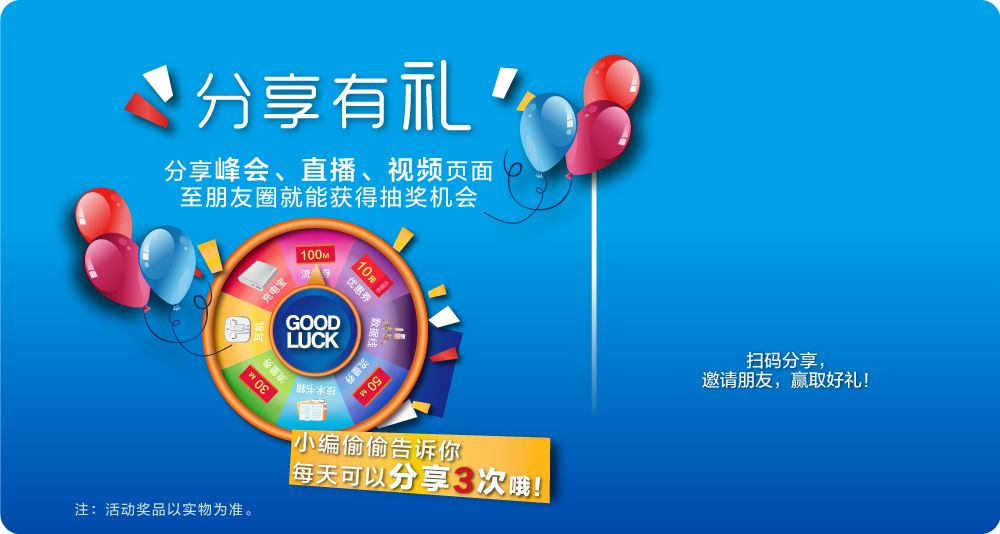 分享有礼
分享峰会、直播、视频页面
至朋友圈就能获得抽奖机会
100M
流量券
10元
优惠券
数据线
50M
流量券
技术书籍
30M
流量券
耳机
充电宝
GOOD
LUCK
扫码分享，
邀请朋友，赢取好礼！
小编偷偷告诉你
每天可以分享3次哦！
注：活动奖品以实物为准。